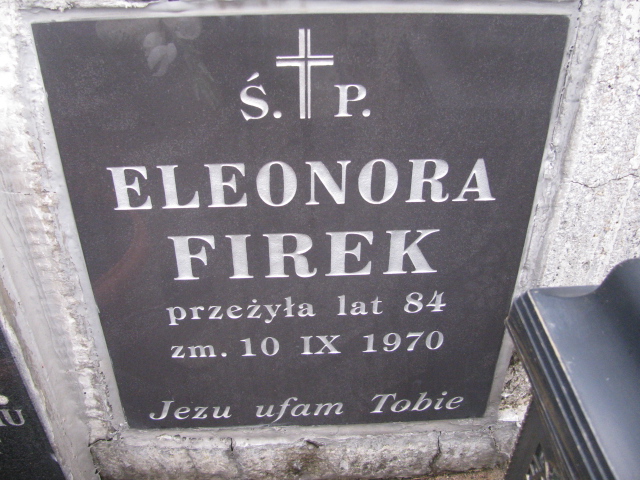 Ś. P.
ELEONORA
FIREK
przeżyła lat 84
zm. 10 IX 1970
Jezu ufam Tobie